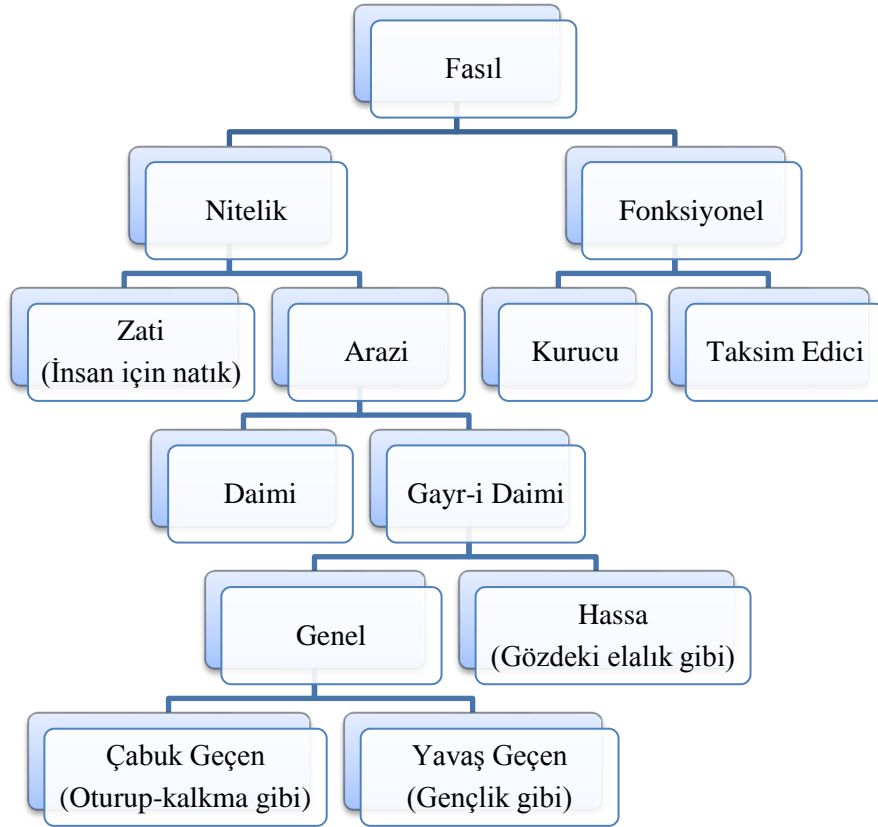 Fasıl
Nitelik
Fonksiyonel
Zati
(İnsan için natık)
Arazi
Kurucu
Taksim Edici
Daimi
Gayr-i Daimi
Genel
Hassa
(Gözdeki elalık gibi)
Çabuk Geçen
(Oturup-kalkma gibi)
Yavaş Geçen
(Gençlik gibi)